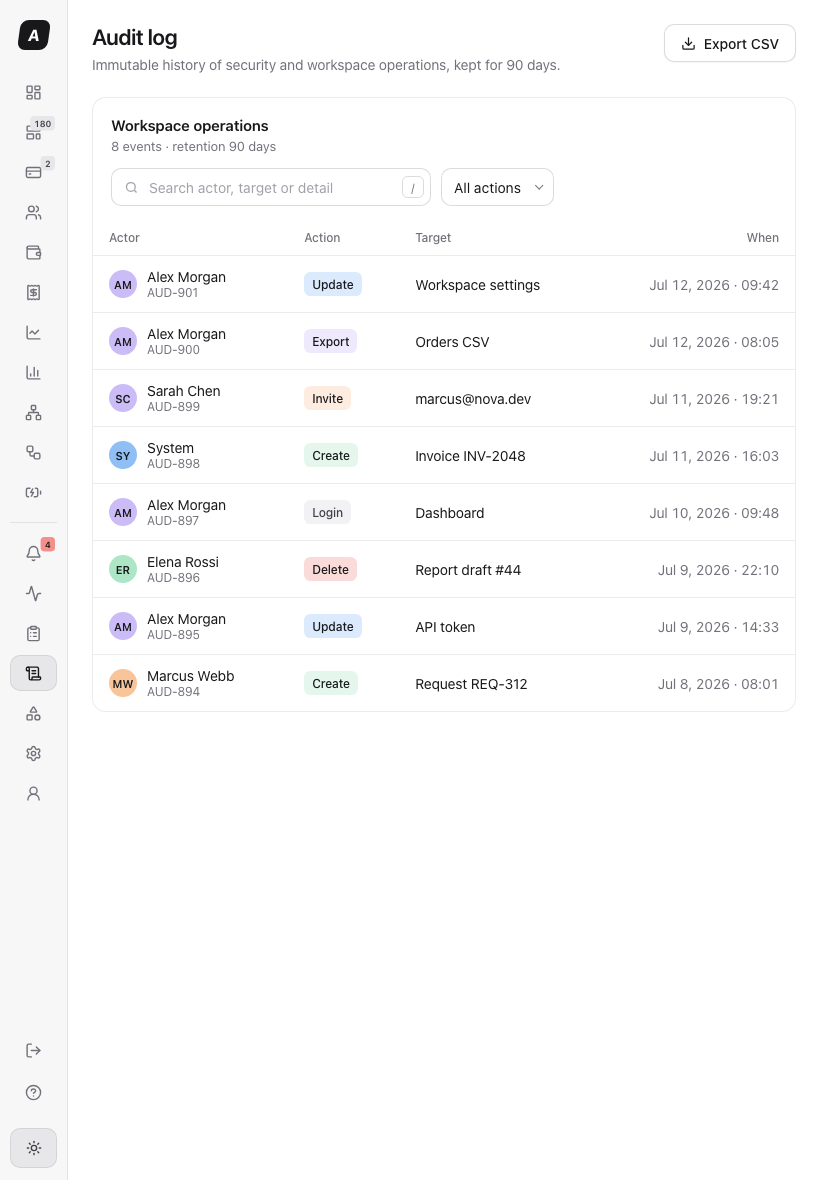 A
180
2
4
Audit log
Immutable history of security and workspace operations, kept for 90 days.
Export CSV
Workspace operations
8 events · retention 90 days
Search actor, target or detail /
All actions
Actor Action Target When
AM Alex Morgan Update Workspace settings Jul 12, 2026 · 09:42
AUD-901
AM Alex Morgan Export Orders CSV Jul 12, 2026 · 08:05
AUD-900
SC Sarah Chen Invite marcus@nova.dev Jul 11, 2026 · 19:21
AUD-899
SY System Create Invoice INV-2048 Jul 11, 2026 · 16:03
AUD-898
AM Alex Morgan Login Dashboard Jul 10, 2026 · 09:48
AUD-897
ER Elena Rossi Delete Report draft #44 Jul 9, 2026 · 22:10
AUD-896
AM Alex Morgan Update API token Jul 9, 2026 · 14:33
AUD-895
MW Marcus Webb Create Request REQ-312 Jul 8, 2026 · 08:01
AUD-894